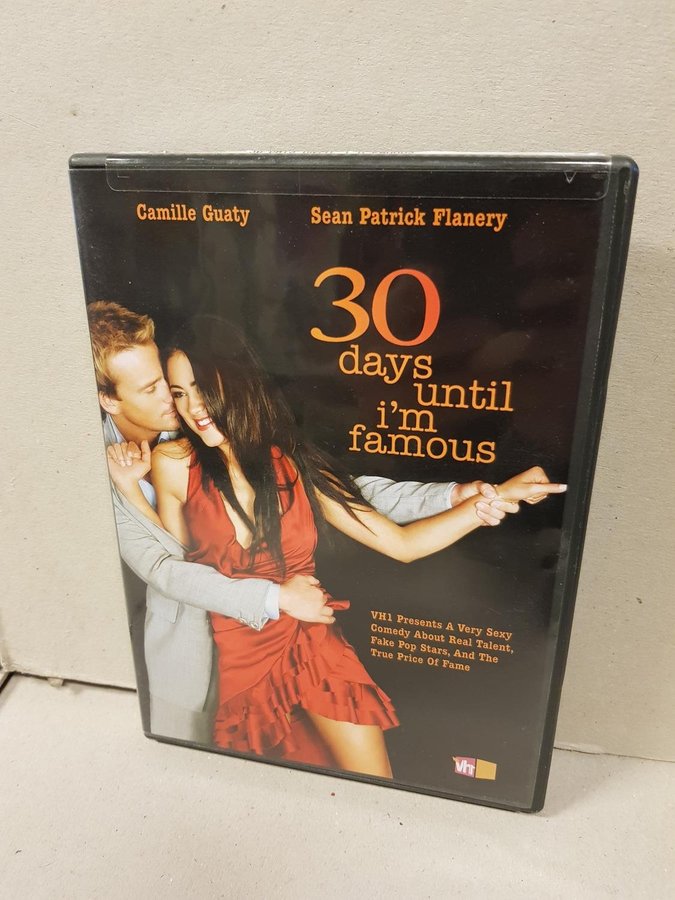 Camille Guaty
Sean Patrick Flanery
30
days
until
i'm
famous
VH1 Presents A Very Sexy
Comedy About Real Talent,
Fake Pop Stars, And The
True Price Of Fame
VH1